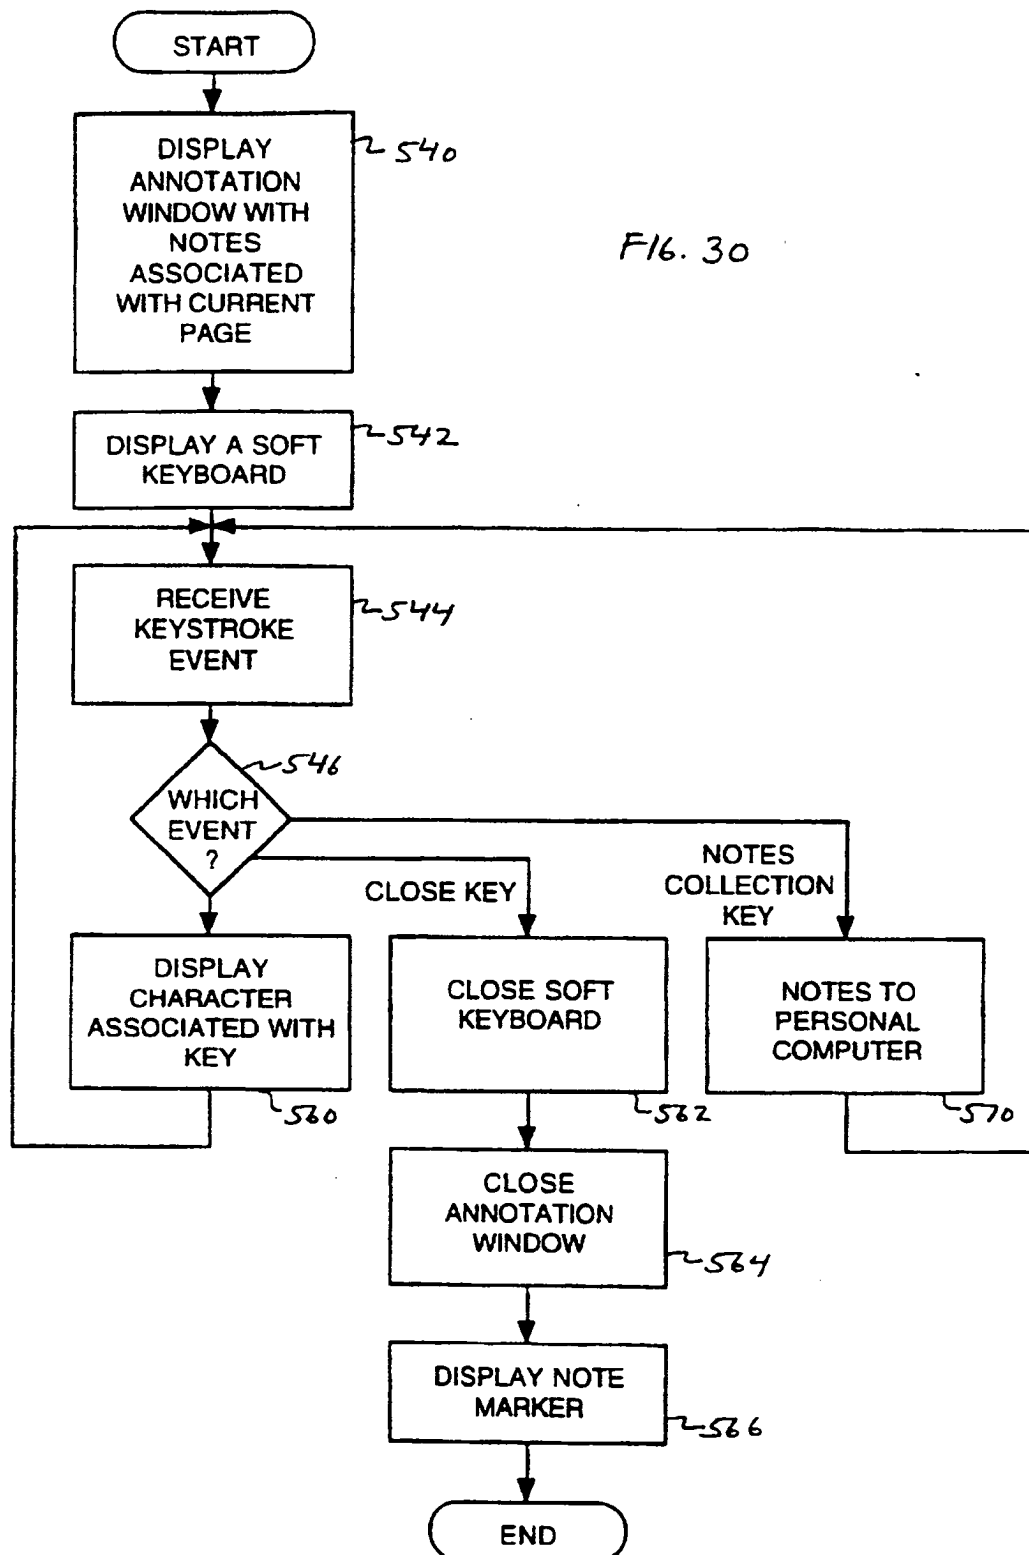 START
DISPLAY
ANNOTATION
WINDOW WITH
NOTES
ASSOCIATED
WITH CURRENT
PAGE
540
FIG. 30
DISPLAY A SOFT
KEYBOARD
542
RECEIVE
KEYSTROKE
EVENT
544
WHICH
EVENT
?
546
CLOSE KEY
NOTES
COLLECTION
KEY
DISPLAY
CHARACTER
ASSOCIATED WITH
KEY
560
CLOSE SOFT
KEYBOARD
562
NOTES TO
PERSONAL
COMPUTER
570
CLOSE
ANNOTATION
WINDOW
564
DISPLAY NOTE
MARKER
566
END